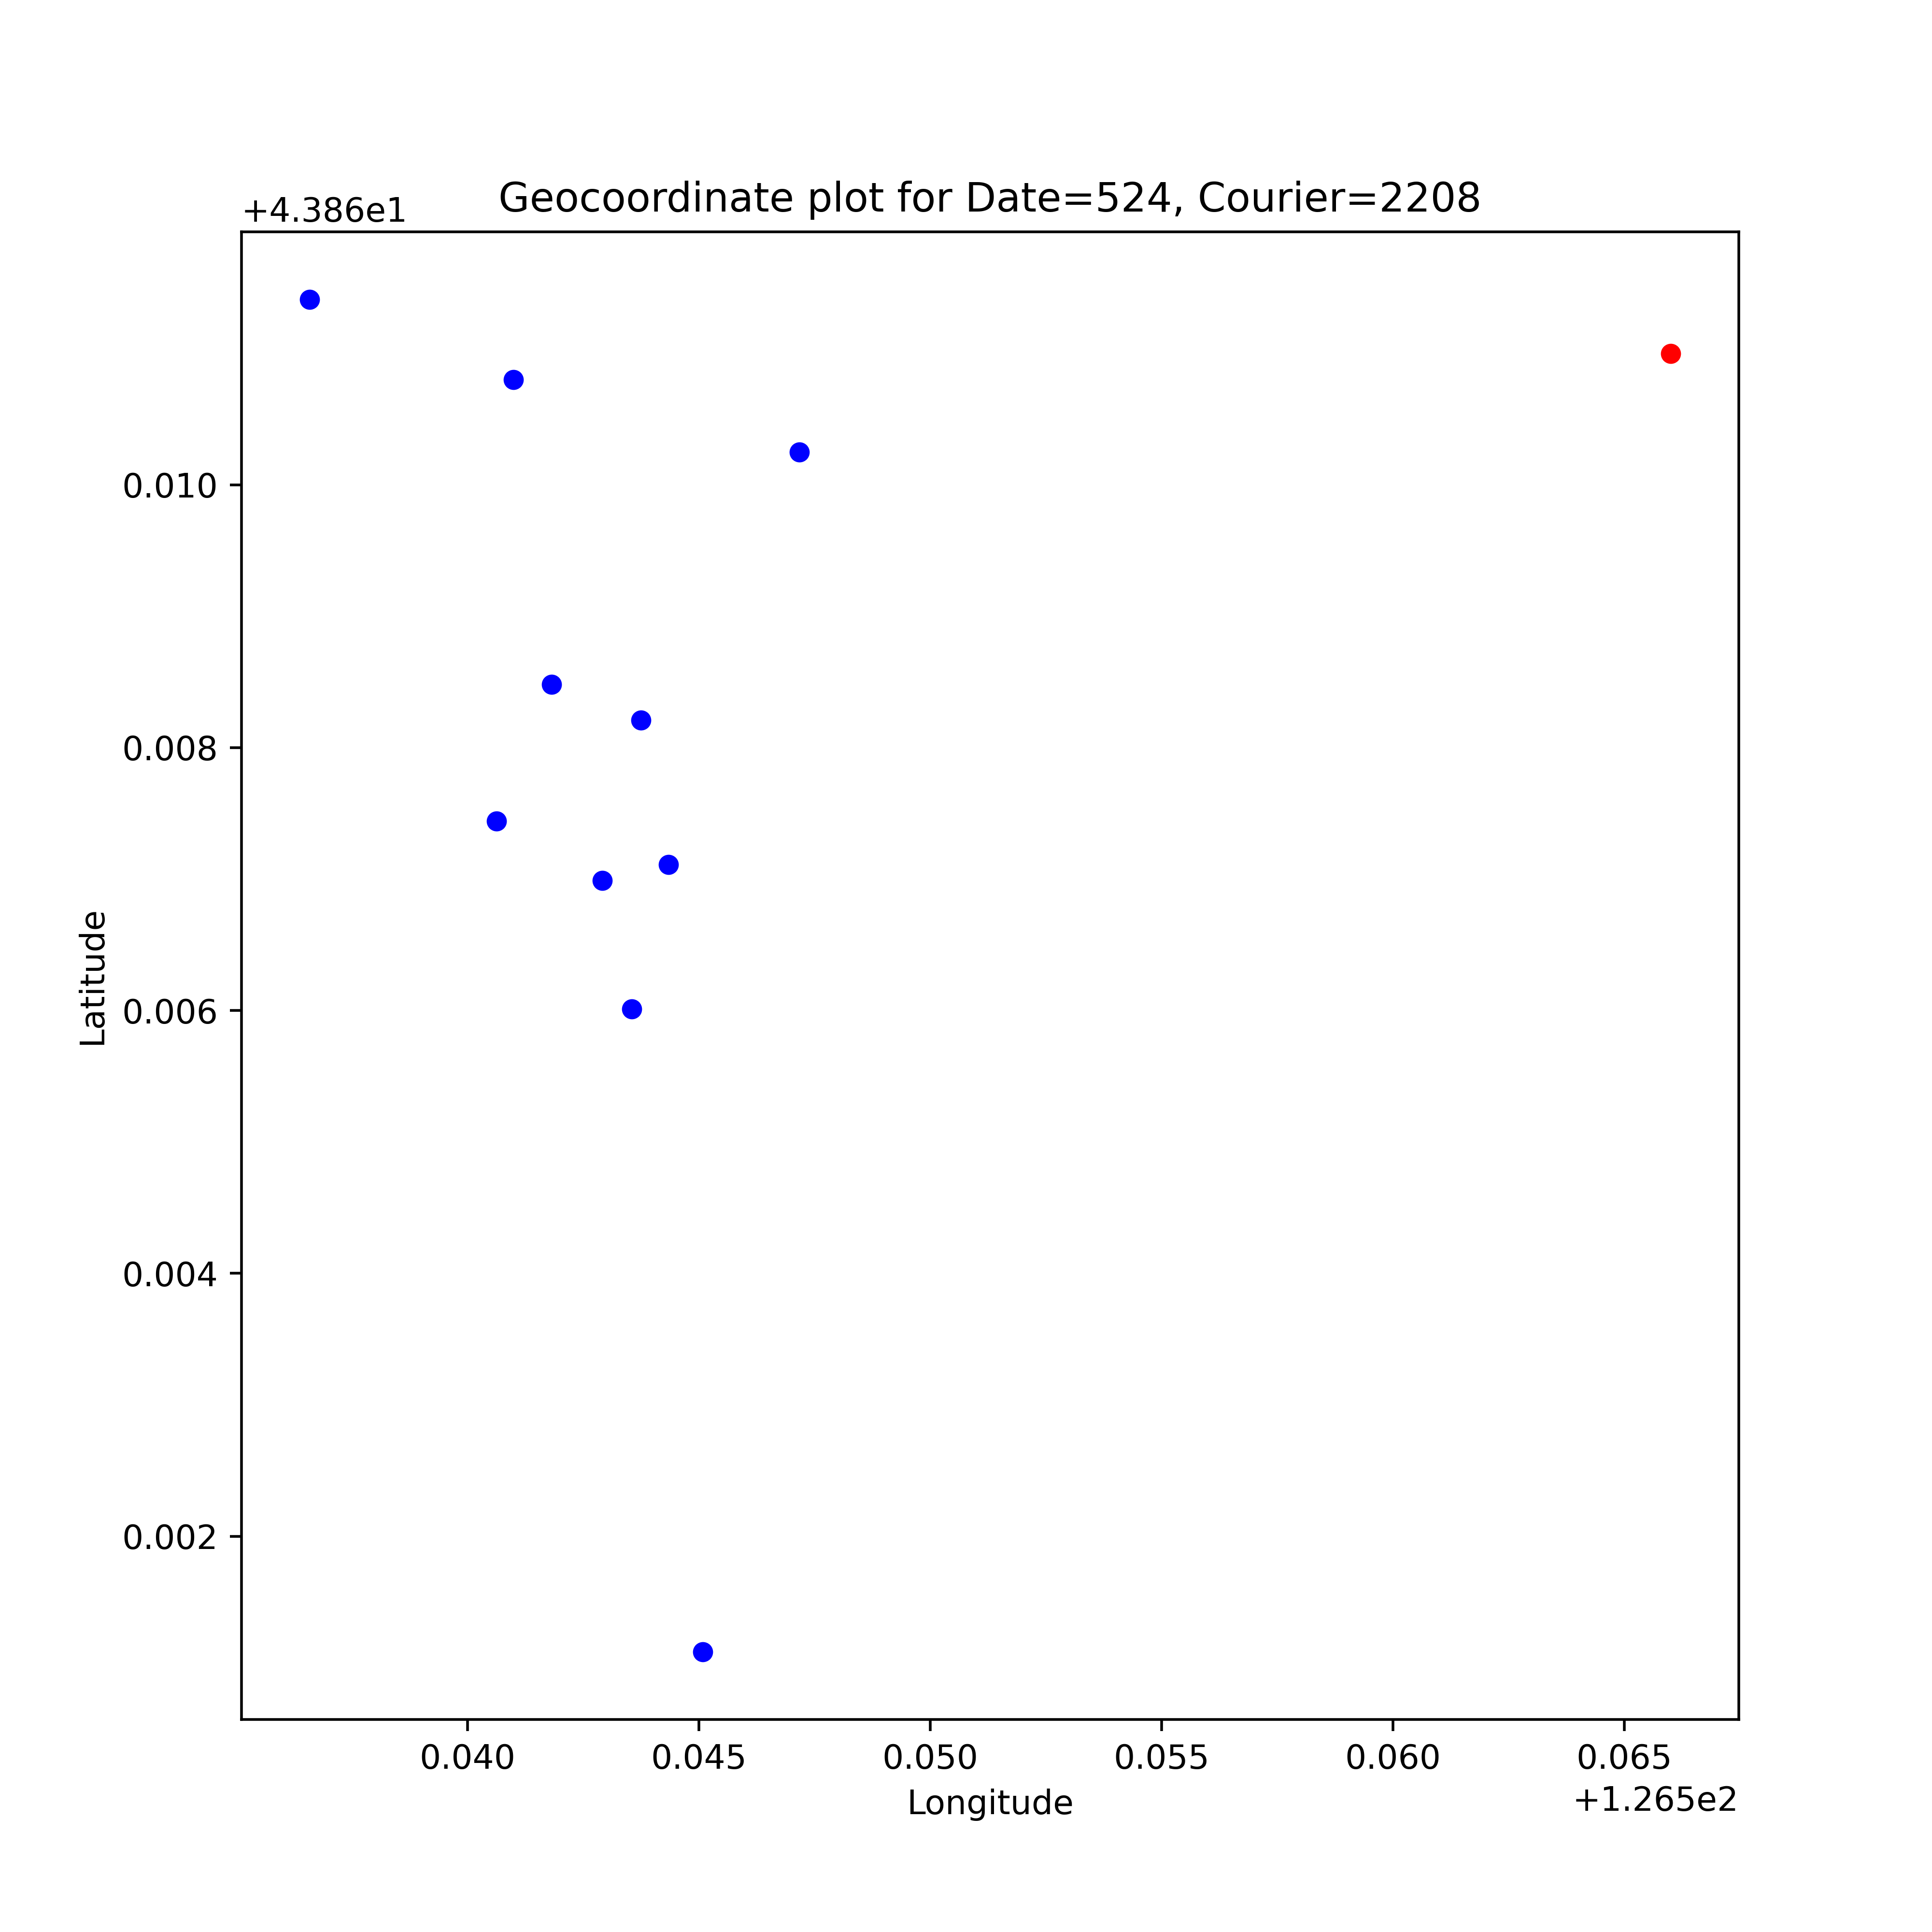 Geocoordinate plot for Date=524, Courier=2208
+4.386e1
0.010
0.008
0.006
0.004
0.002
Latitude
0.040 0.045 0.050 0.055 0.060 0.065
Longitude
+1.265e2